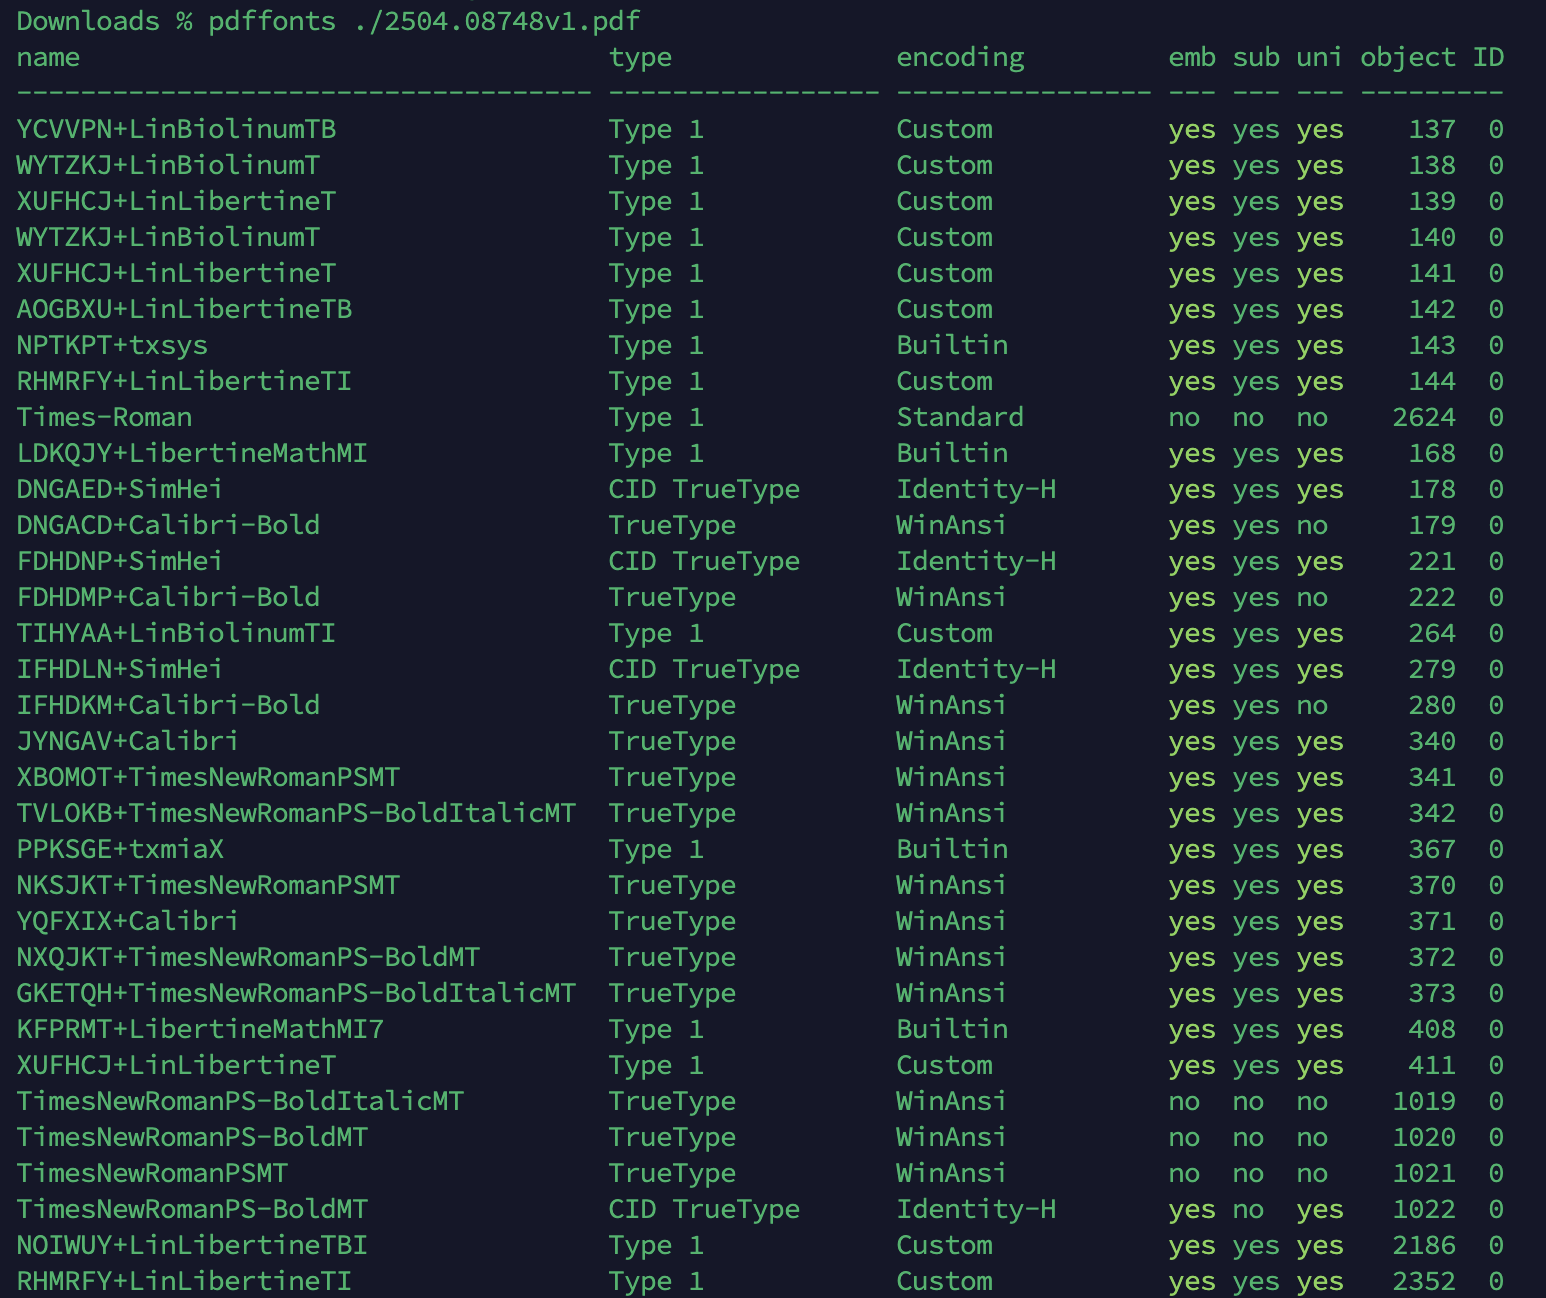 Downloads % pdffonts ./2504.08748v1.pdf
name                                 type              encoding         emb sub uni object ID
------------------------------------ ----------------- ---------------- --- --- --- ---------
YCVVPN+LinBiolinumTB                 Type 1            Custom           yes yes yes    137  0
WYTZKJ+LinBiolinumT                  Type 1            Custom           yes yes yes    138  0
XUFHCJ+LinLibertineT                 Type 1            Custom           yes yes yes    139  0
WYTZKJ+LinBiolinumT                  Type 1            Custom           yes yes yes    140  0
XUFHCJ+LinLibertineT                 Type 1            Custom           yes yes yes    141  0
AOGBXU+LinLibertineTB                Type 1            Custom           yes yes yes    142  0
NPTKPT+txsys                         Type 1            Builtin          yes yes yes    143  0
RHMRFY+LinLibertineTI                Type 1            Custom           yes yes yes    144  0
Times-Roman                          Type 1            Standard         no  no  no    2624  0
LDKQJY+LibertineMathMI               Type 1            Builtin          yes yes yes    168  0
DNGAED+SimHei                        CID TrueType      Identity-H       yes yes yes    178  0
DNGACD+Calibri-Bold                  TrueType          WinAnsi          yes yes no     179  0
FDHDNP+SimHei                        CID TrueType      Identity-H       yes yes yes    221  0
FDHDMP+Calibri-Bold                  TrueType          WinAnsi          yes yes no     222  0
TIHYAA+LinBiolinumTI                 Type 1            Custom           yes yes yes    264  0
IFHDLN+SimHei                        CID TrueType      Identity-H       yes yes yes    279  0
IFHDKM+Calibri-Bold                  TrueType          WinAnsi          yes yes no     280  0
JYNGAV+Calibri                       TrueType          WinAnsi          yes yes yes    340  0
XBOMOT+TimesNewRomanPSMT             TrueType          WinAnsi          yes yes yes    341  0
TVLOKB+TimesNewRomanPS-BoldItalicMT  TrueType          WinAnsi          yes yes yes    342  0
PPKSGE+txmiaX                        Type 1            Builtin          yes yes yes    367  0
NKSJKT+TimesNewRomanPSMT             TrueType          WinAnsi          yes yes yes    370  0
YQFXIX+Calibri                       TrueType          WinAnsi          yes yes yes    371  0
NXQJKT+TimesNewRomanPS-BoldMT        TrueType          WinAnsi          yes yes yes    372  0
GKETQH+TimesNewRomanPS-BoldItalicMT  TrueType          WinAnsi          yes yes yes    373  0
KFPRMT+LibertineMathMI7              Type 1            Builtin          yes yes yes    408  0
XUFHCJ+LinLibertineT                 Type 1            Custom           yes yes yes    411  0
TimesNewRomanPS-BoldItalicMT         TrueType          WinAnsi          no  no  no    1019  0
TimesNewRomanPS-BoldMT               TrueType          WinAnsi          no  no  no    1020  0
TimesNewRomanPSMT                    TrueType          WinAnsi          no  no  no    1021  0
TimesNewRomanPS-BoldMT               CID TrueType      Identity-H       yes no  yes   1022  0
NOIWUY+LinLibertineTBI               Type 1            Custom           yes yes yes   2186  0
RHMRFY+LinLibertineTI                Type 1            Custom           yes yes yes   2352  0